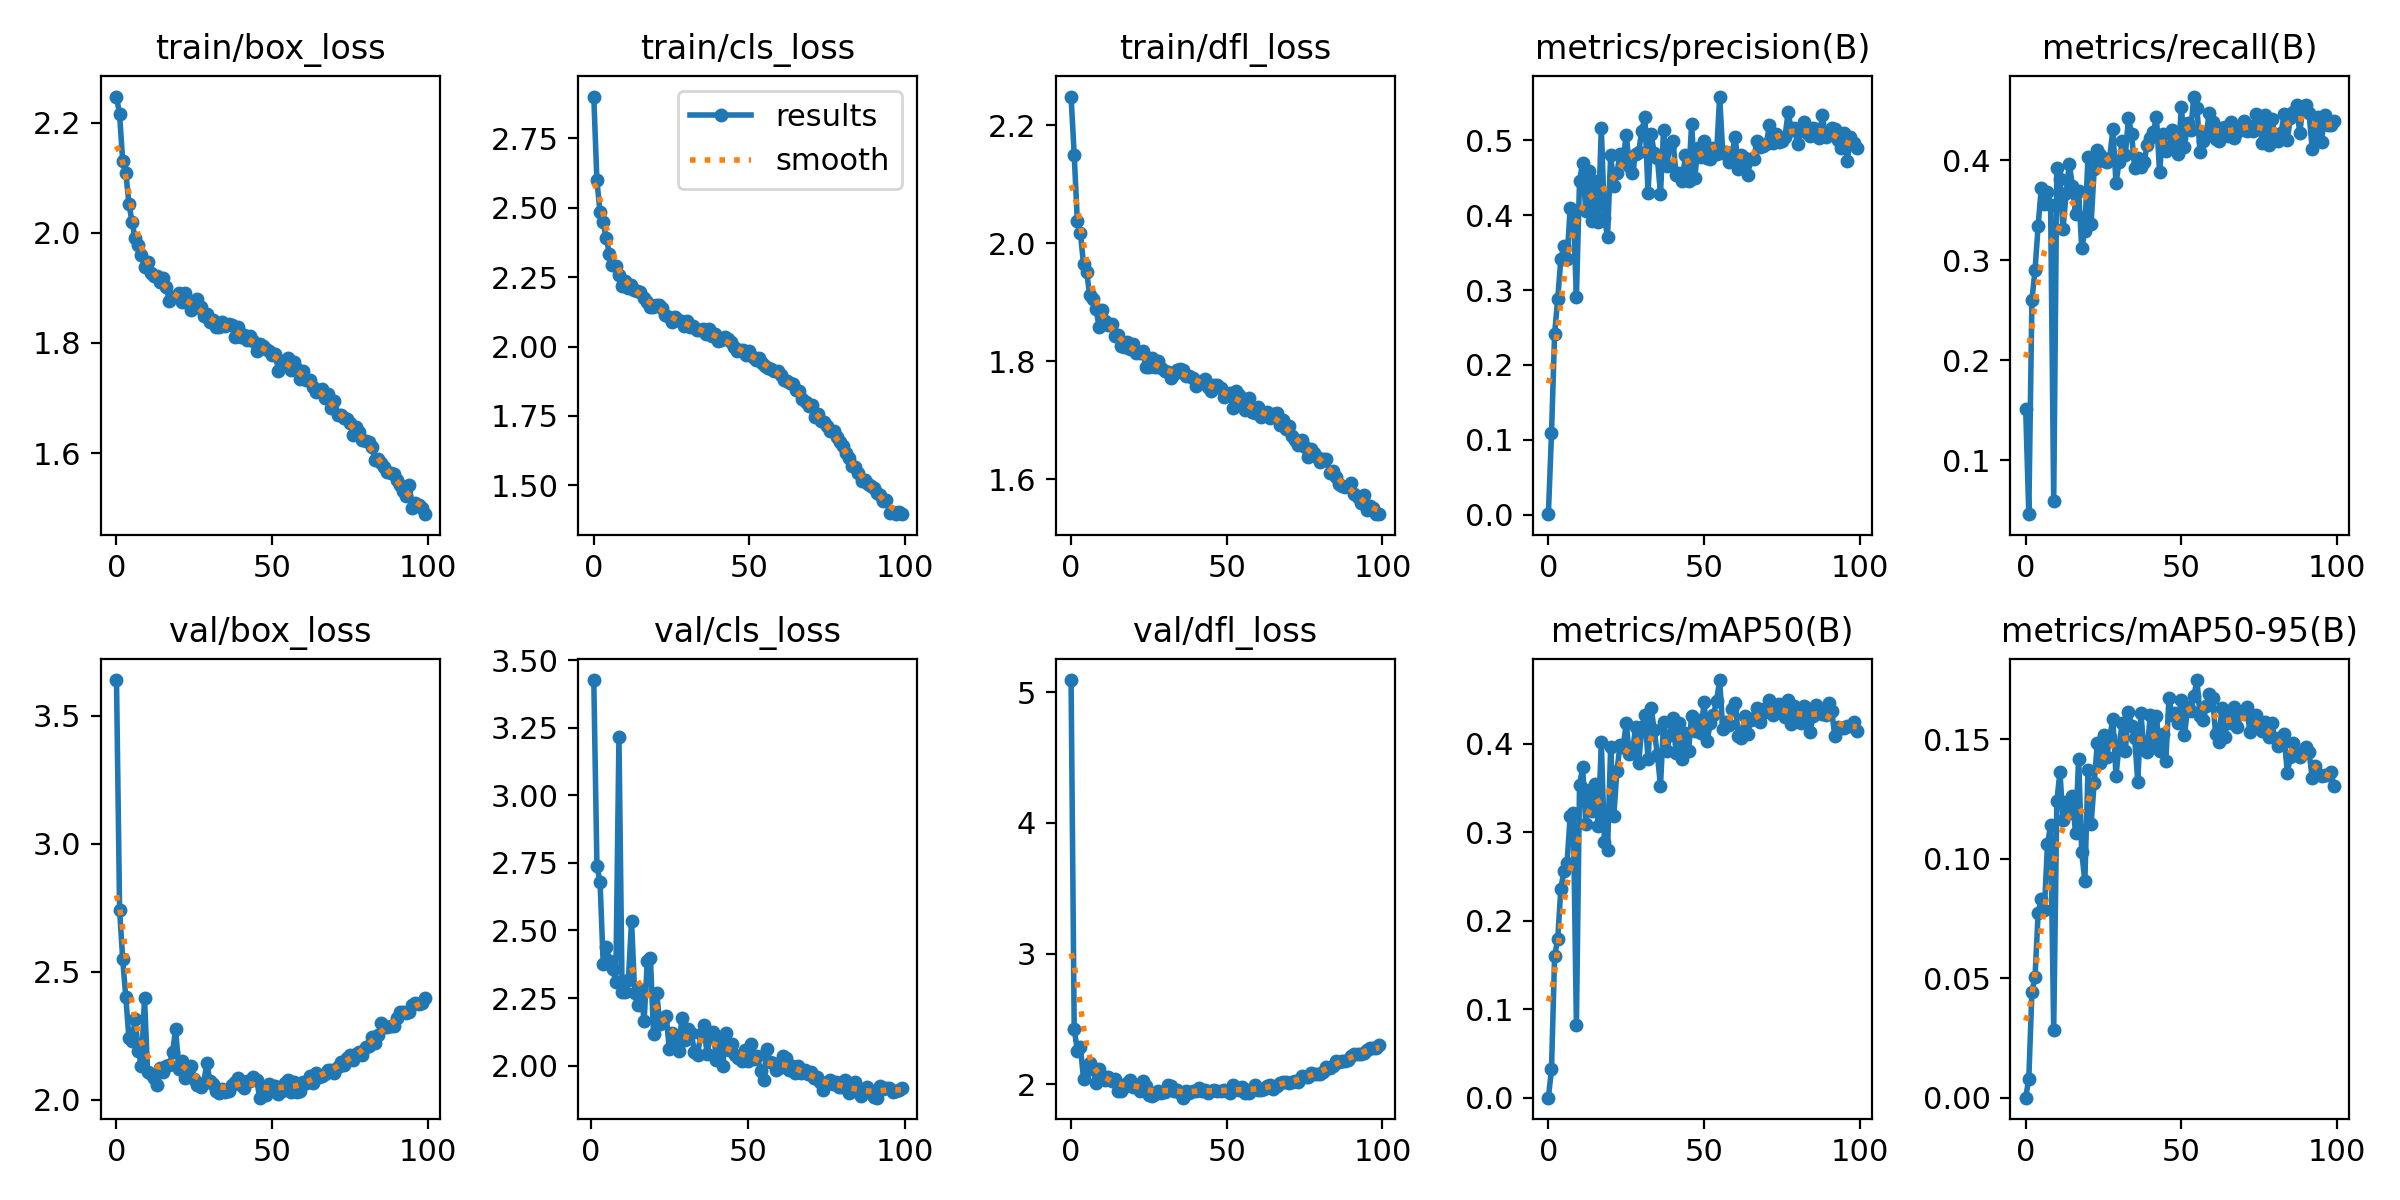 train/box_loss
2.2
2.0
1.8
1.6
0 50 100
train/cls_loss
results
smooth
2.75
2.50
2.25
2.00
1.75
1.50
0 50 100
train/dfl_loss
2.2
2.0
1.8
1.6
0 50 100
metrics/precision(B)
0.5
0.4
0.3
0.2
0.1
0.0
0 50 100
metrics/recall(B)
0.4
0.3
0.2
0.1
0 50 100
val/box_loss
3.5
3.0
2.5
2.0
0 50 100
val/cls_loss
3.50
3.25
3.00
2.75
2.50
2.25
2.00
0 50 100
val/dfl_loss
5
4
3
2
0 50 100
metrics/mAP50(B)
0.4
0.3
0.2
0.1
0.0
0 50 100
metrics/mAP50-95(B)
0.15
0.10
0.05
0.00
0 50 100